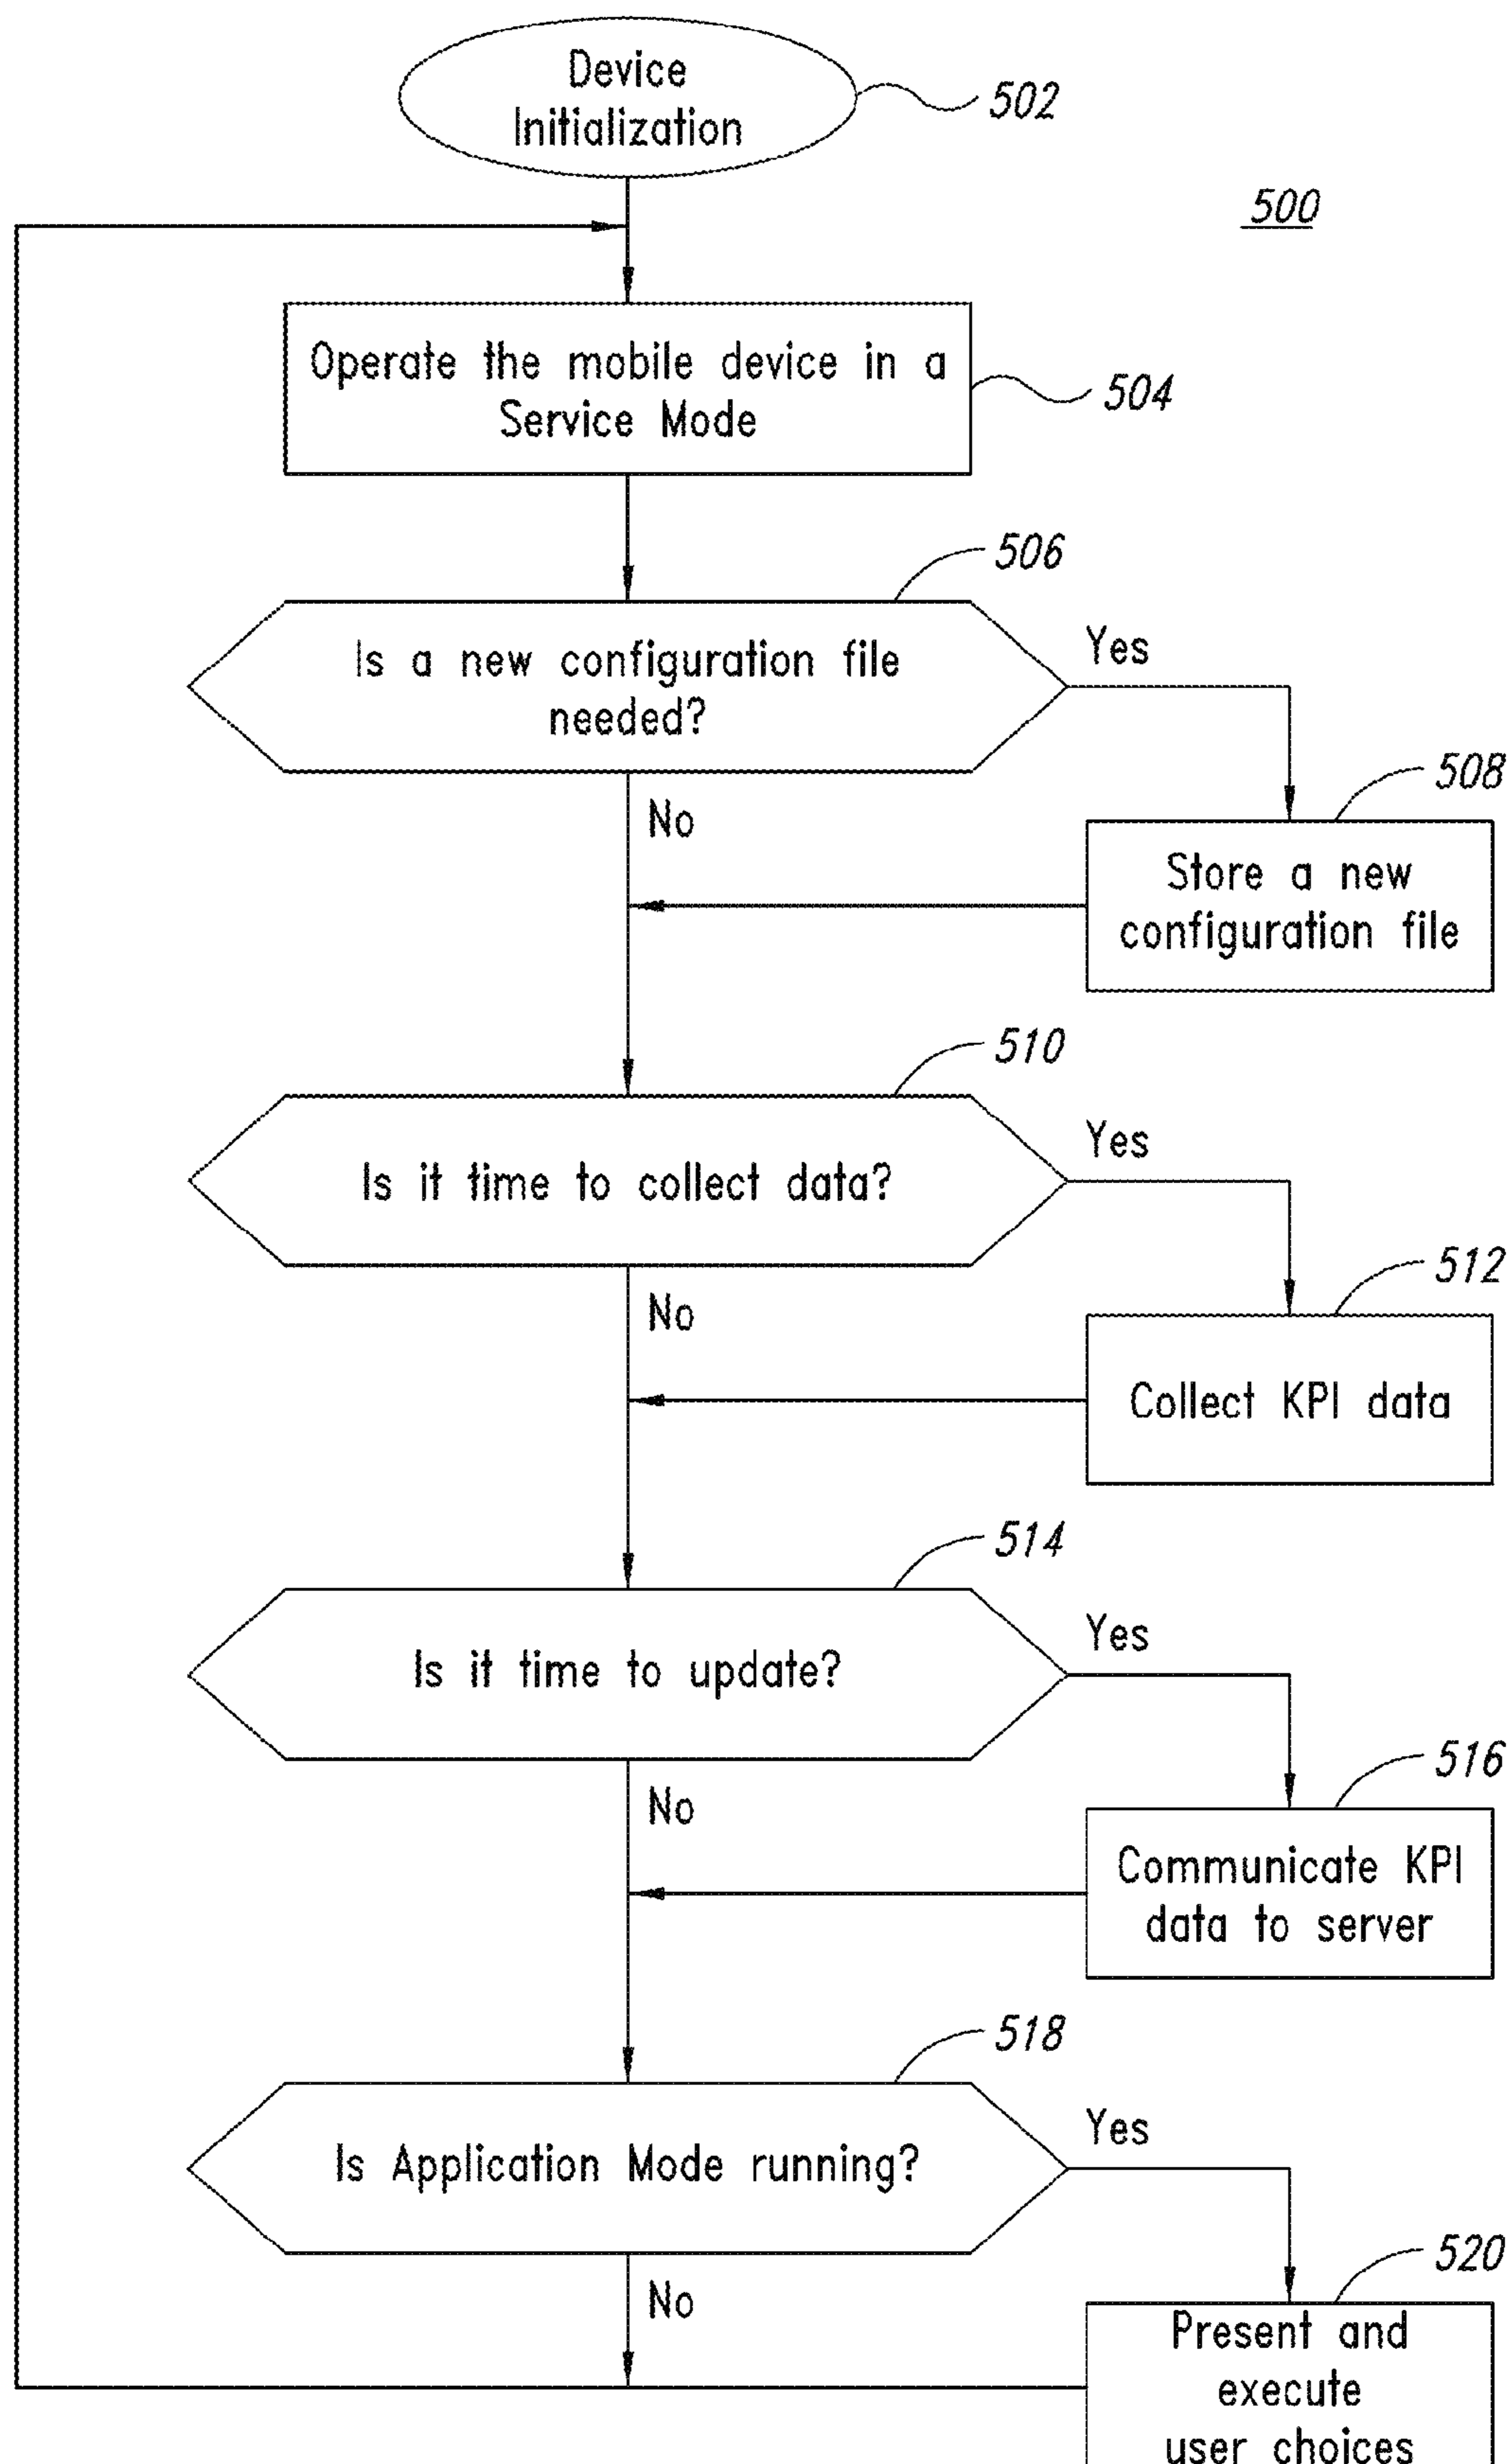 Device
Initialization
502
500
Operate the mobile device in a
Service Mode
504
506
Is a new configuration file
needed?
Yes
No
508
Store a new
configuration file
510
Is it time to collect data?
Yes
No
512
Collect KPI data
514
Is it time to update?
Yes
No
516
Communicate KPI
data to server
518
Is Application Mode running?
Yes
No
520
Present and
execute
user choices